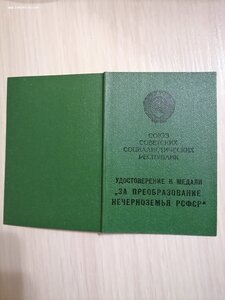 СОЮЗ
СОВЕТСКИХ
СОЦИАЛИСТИЧЕСКИХ
РЕСПУБЛИК
УДОСТОВЕРЕНИЕ К МЕДАЛИ
„ЗА ПРЕОБРАЗОВАНИЕ
НЕЧЕРНОЗЕМЬЯ РСФСР“